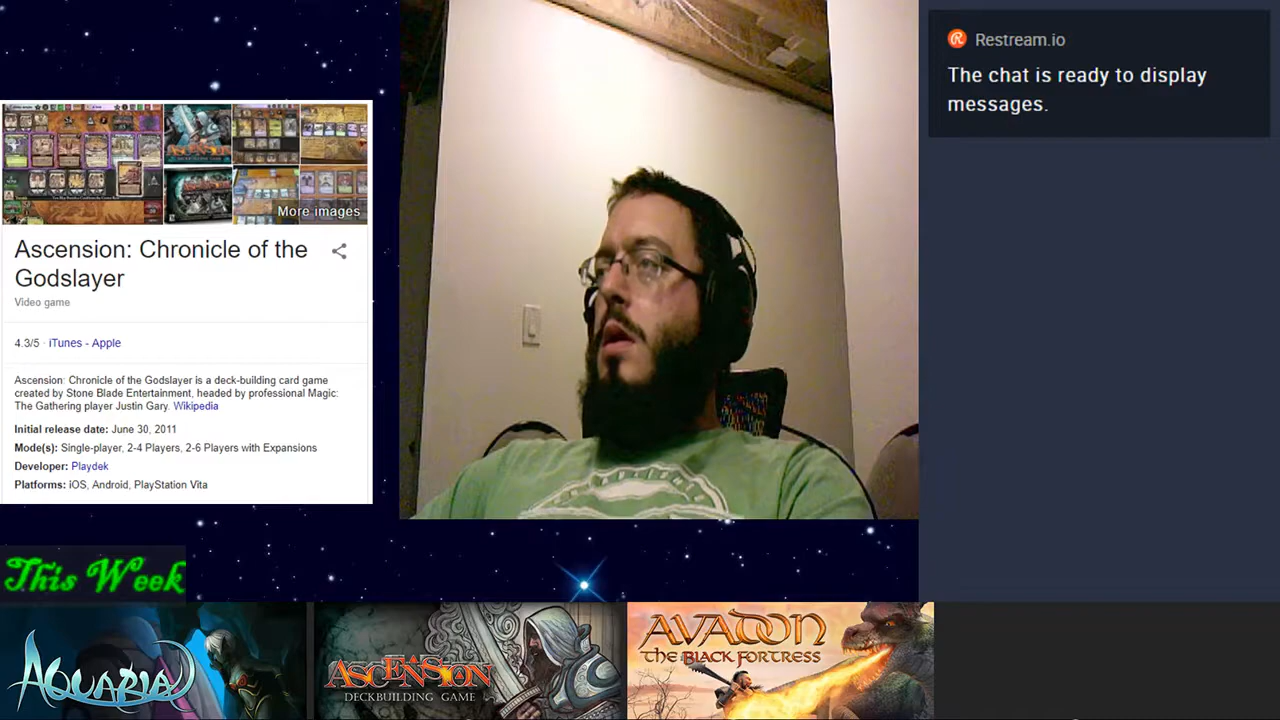 More images
Ascension: Chronicle of the
Godslayer
Video game
4.3/5 · iTunes - Apple
Ascension: Chronicle of the Godslayer is a deck-building card game
created by Stone Blade Entertainment, headed by professional Magic:
The Gathering player Justin Gary. Wikipedia
Initial release date: June 30, 2011
Mode(s): Single-player, 2-4 Players, 2-6 Players with Expansions
Developer: Playdek
Platforms: iOS, Android, PlayStation Vita
Restream.io
The chat is ready to display
messages.
This Week
AQUARIA
ASCENSION
DECKBUILDING GAME
AVADON
THE BLACK FORTRESS